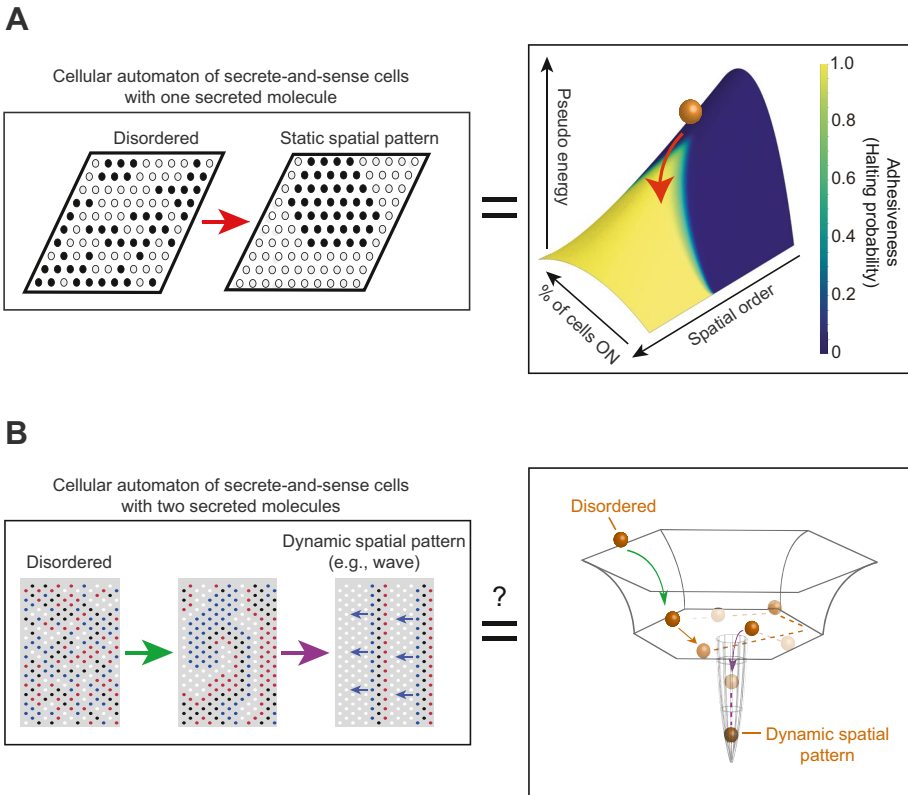 A
Cellular automaton of secrete-and-sense cells
with one secreted molecule
Disordered
Static spatial pattern
=
Pseudo energy
% of cells ON
Spatial order
1.0
0.8
0.6
0.4
0.2
0
Adhesiveness
(Halting probability)
B
Cellular automaton of secrete-and-sense cells
with two secreted molecules
Disordered
Dynamic spatial pattern
(e.g., wave)
?
=
Disordered
Dynamic spatial
pattern